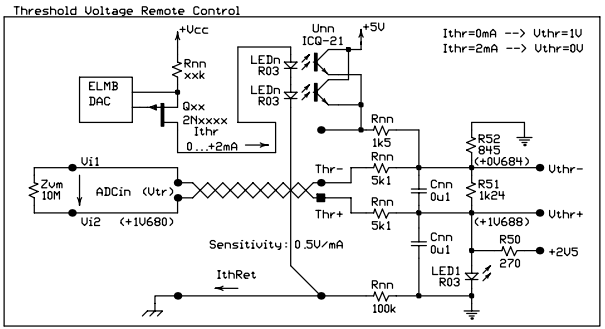 Threshold Voltage Remote Control
+Vcc
Unn
ICQ-21
+5V
Ithr=0mA --> Vthr=1V
Ithr=2mA --> Vthr=0V
Rnn
xxk
LEDn
R03
ELMB
DAC
Qxx
2Nxxxx
LEDn
R03
Ithr
0...+2mA
Rnn
1k5
R52
845
(+0V684)
Vi1
Thr-
Rnn
5k1
Vthr-
Zvm
10M
ADCin
(Vtr)
Cnn
0u1
R51
1k24
Vi2
(+1V680)
Thr+
Rnn
5k1
(+1V688)
Vthr+
Sensitivity: 0.5V/mA
Cnn
0u1
R50
270
+2V5
LED1
R03
IthRet
Rnn
100k